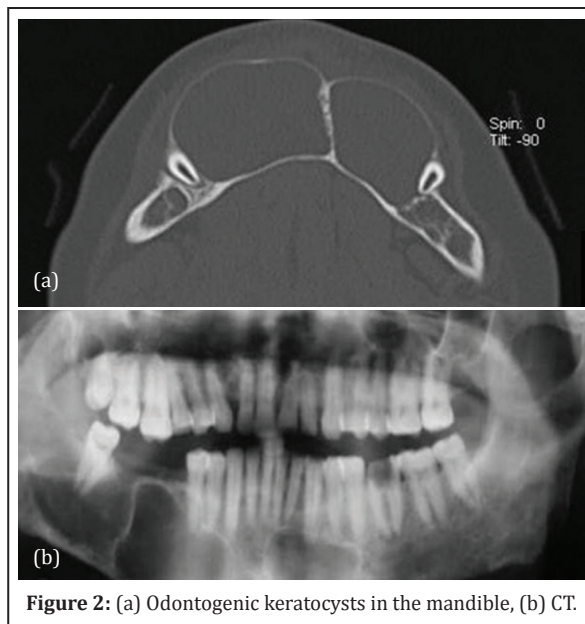 Spin: 0
Tilt: -90
(a)
(b)
Figure 2: (a) Odontogenic keratocysts in the mandible, (b) CT.